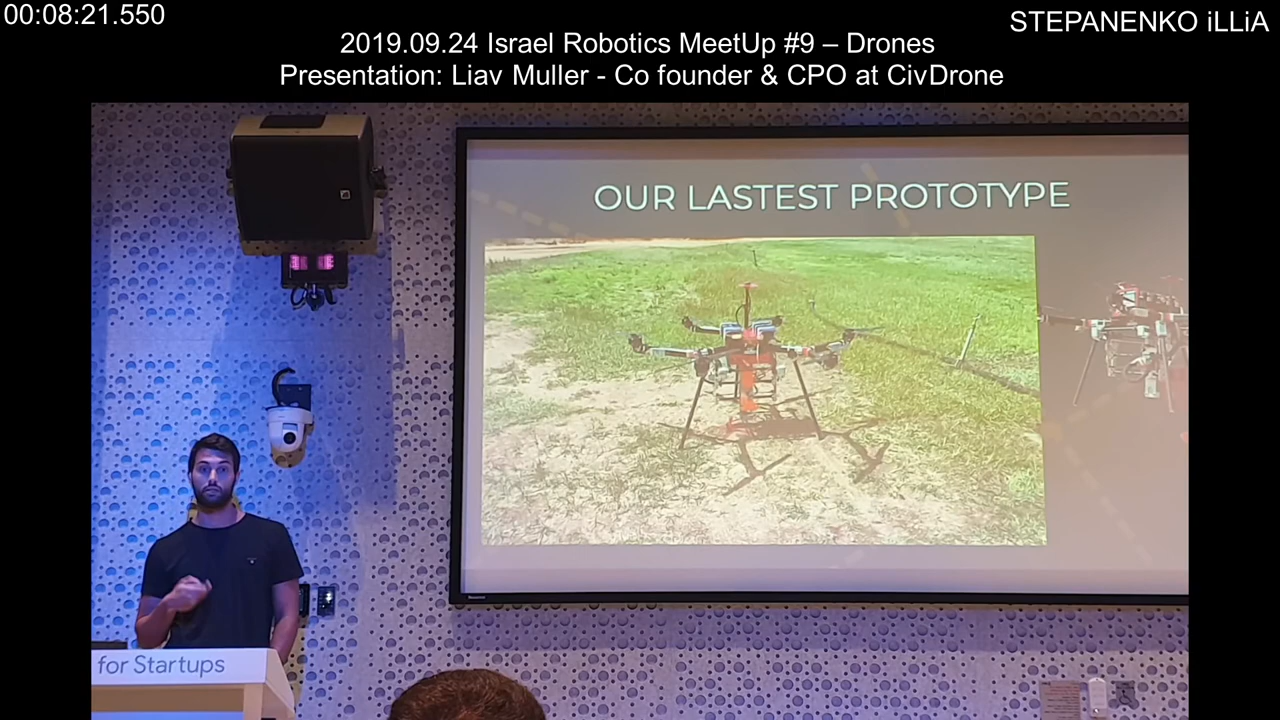 00:08:21.550
STEPANENKO iLLiA
2019.09.24 Israel Robotics MeetUp #9 – Drones
Presentation: Liav Muller - Co founder & CPO at CivDrone
OUR LASTEST PROTOTYPE
for Startups